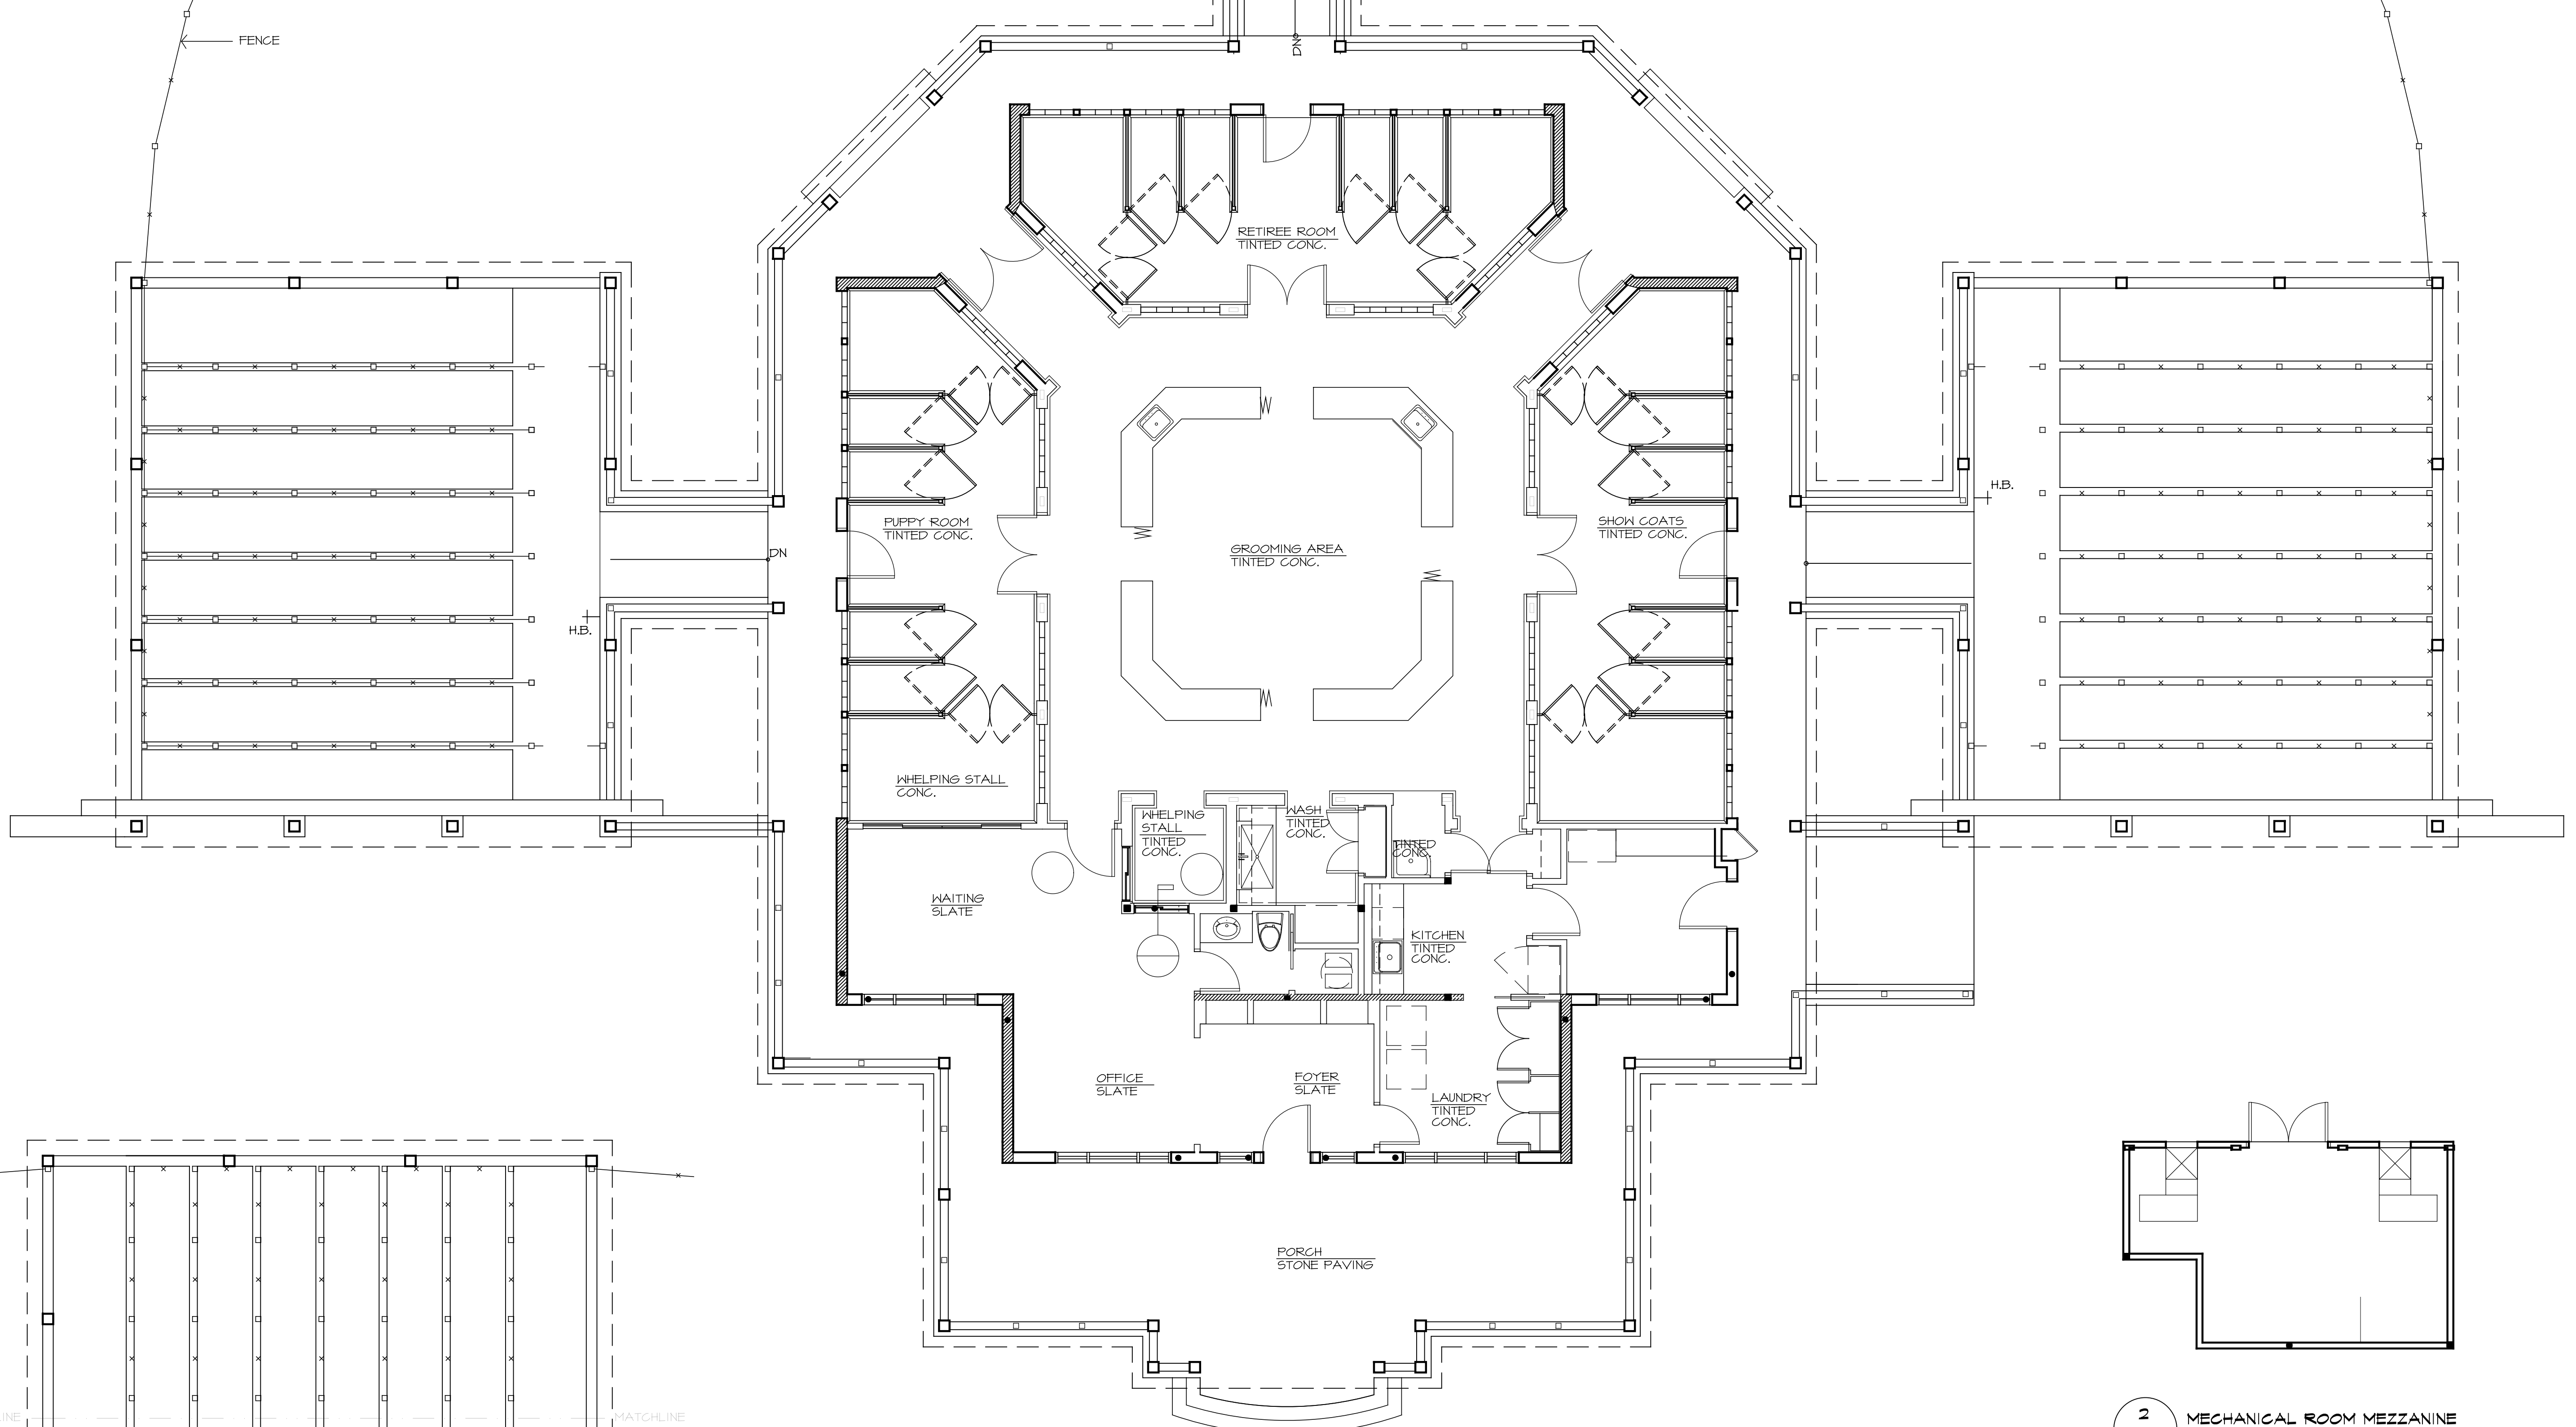 FENCE
DN
RETIREE ROOM
TINTED CONC.
H.B.
PUPPY ROOM
TINTED CONC.
SHOW COATS
TINTED CONC.
DN
GROOMING AREA
TINTED CONC.
H.B.
WHELPING STALL
CONC.
WHELPING
STALL
TINTED
CONC.
WASH
TINTED
CONC.
TINTED
CONC.
WAITING
SLATE
KITCHEN
TINTED
CONC.
OFFICE
SLATE
FOYER
SLATE
LAUNDRY
TINTED
CONC.
PORCH
STONE PAVING
INE
MATCHLINE
2
MECHANICAL ROOM MEZZANINE